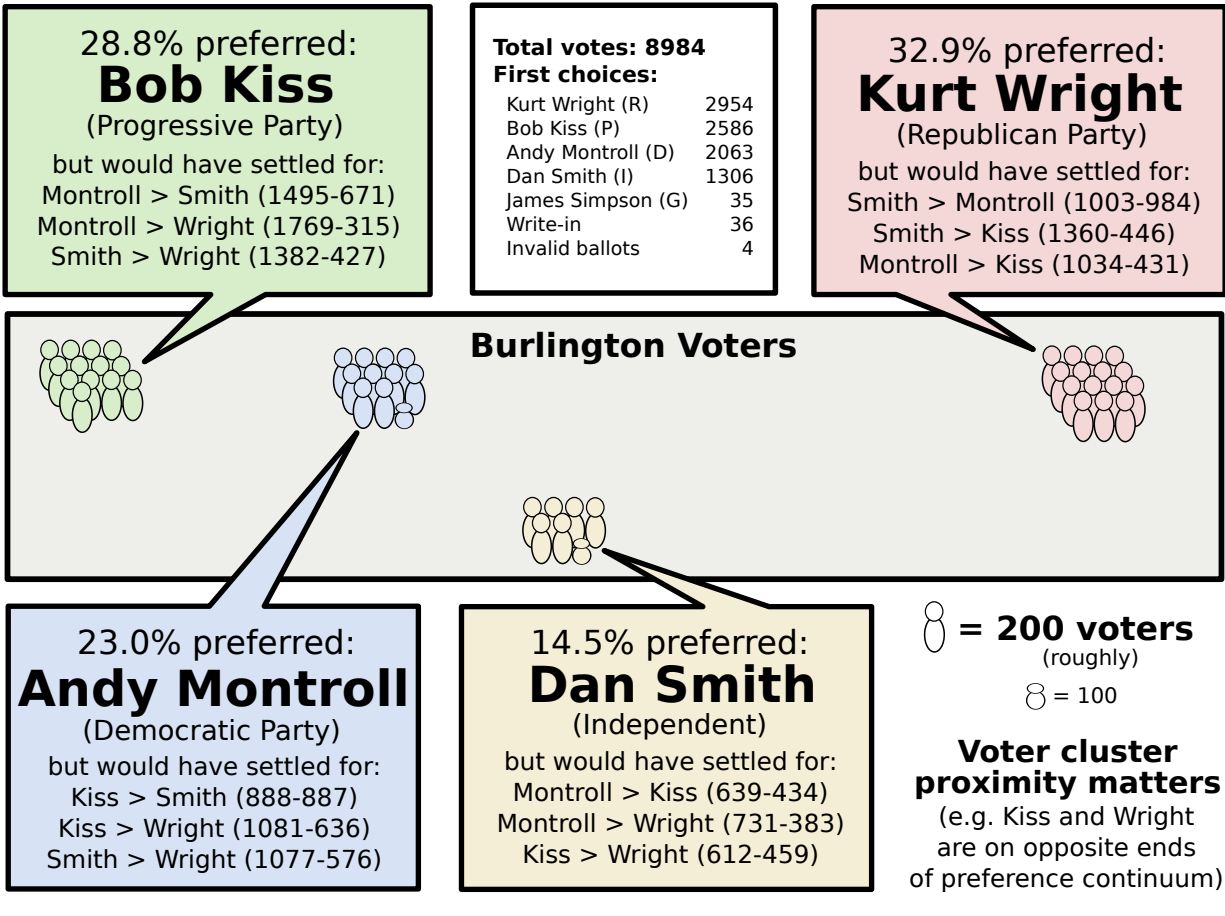 28.8% preferred:
Bob Kiss
(Progressive Party)
but would have settled for:
Montroll > Smith (1495-671)
Montroll > Wright (1769-315)
Smith > Wright (1382-427)
Total votes: 8984
First choices:
Kurt Wright (R) 2954
Bob Kiss (P) 2586
Andy Montroll (D) 2063
Dan Smith (I) 1306
James Simpson (G) 35
Write-in 36
Invalid ballots 4
32.9% preferred:
Kurt Wright
(Republican Party)
but would have settled for:
Smith > Montroll (1003-984)
Smith > Kiss (1360-446)
Montroll > Kiss (1034-431)
Burlington Voters
23.0% preferred:
Andy Montroll
(Democratic Party)
but would have settled for:
Kiss > Smith (888-887)
Kiss > Wright (1081-636)
Smith > Wright (1077-576)
14.5% preferred:
Dan Smith
(Independent)
but would have settled for:
Montroll > Kiss (639-434)
Montroll > Wright (731-383)
Kiss > Wright (612-459)
= 200 voters
(roughly)
= 100
Voter cluster
proximity matters
(e.g. Kiss and Wright
are on opposite ends
of preference continuum)